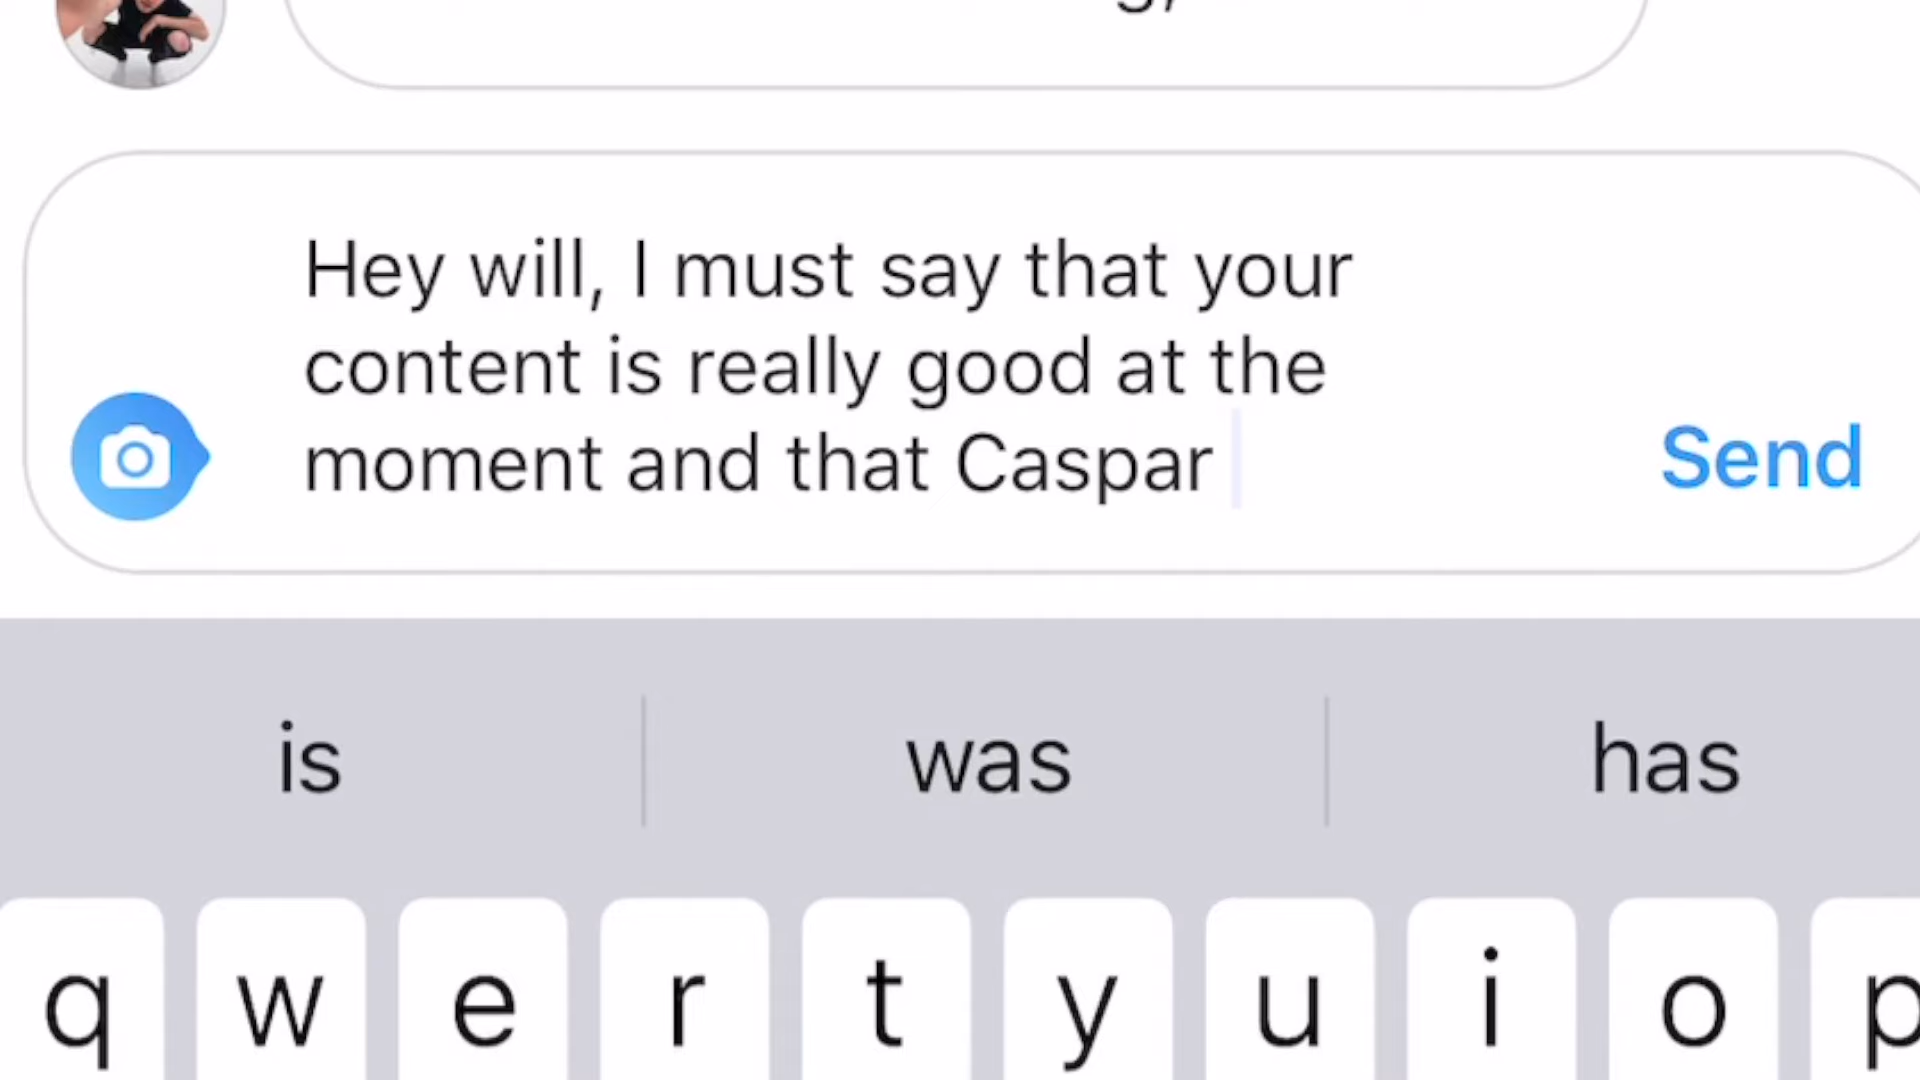 Hey will, I must say that your
content is really good at the
moment and that Caspar
Send
is was has
q w e r t y u i o p